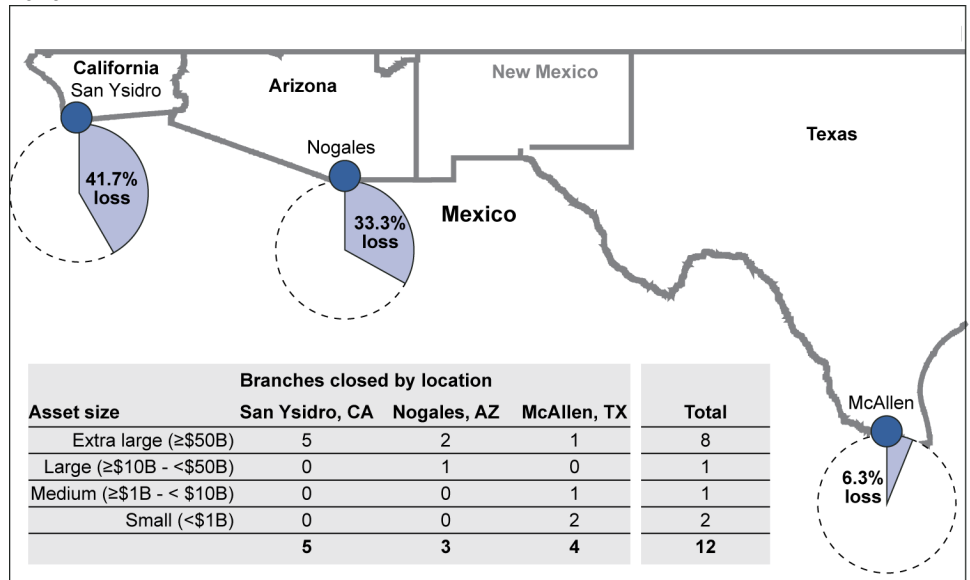 California
San Ysidro
Arizona
New Mexico
Texas
Nogales
41.7%
loss
33.3%
loss
Mexico
McAllen
6.3%
loss
Branches closed by location
Asset size San Ysidro, CA Nogales, AZ McAllen, TX Total
Extra large (≥$50B) 5 2 1 8
Large (≥$10B - <$50B) 0 1 0 1
Medium (≥$1B - < $10B) 0 0 1 1
Small (<$1B) 0 0 2 2
5 3 4 12